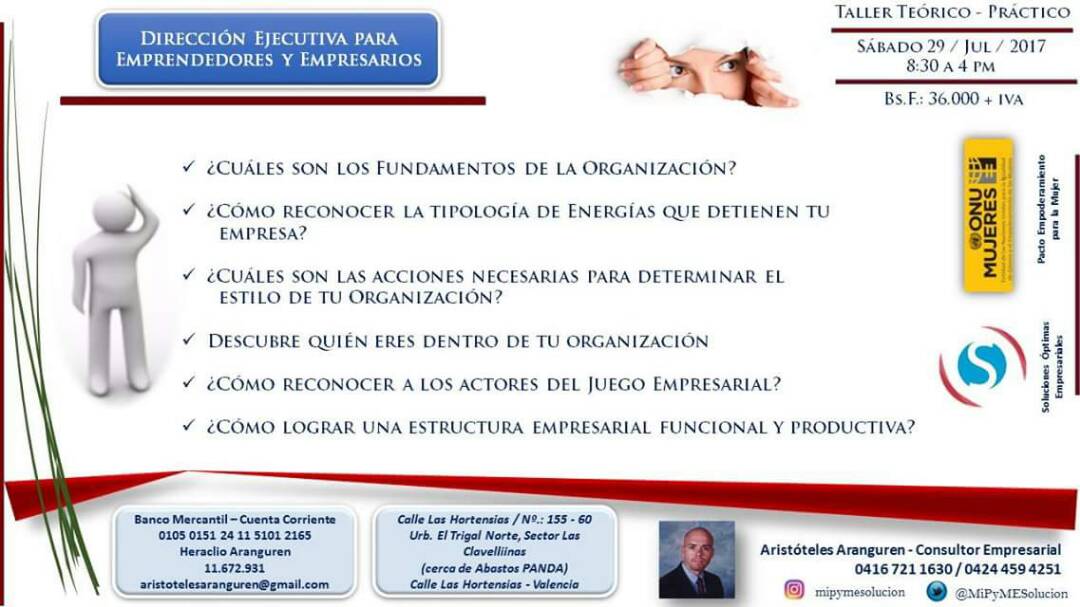 DIRECCIÓN EJECUTIVA PARA
EMPRENDEDORES Y EMPRESARIOS
TALLER TEÓRICO - PRÁCTICO
SÁBADO 29 / JUL / 2017
8:30 A 4 PM
BS.F.: 36.000 + IVA
✓ ¿CUÁLES SON LOS FUNDAMENTOS DE LA ORGANIZACIÓN?
✓ ¿CÓMO RECONOCER LA TIPOLOGÍA DE ENERGÍAS QUE DETIENEN TU
EMPRESA?
✓ ¿CUÁLES SON LAS ACCIONES NECESARIAS PARA DETERMINAR EL
ESTILO DE TU ORGANIZACIÓN?
✓ DESCUBRE QUIÉN ERES DENTRO DE TU ORGANIZACIÓN
✓ ¿CÓMO RECONOCER A LOS ACTORES DEL JUEGO EMPRESARIAL?
✓ ¿CÓMO LOGRAR UNA ESTRUCTURA EMPRESARIAL FUNCIONAL Y PRODUCTIVA?
ONU
MUJERES
Pacto Empoderamiento
para la Mujer
S
Soluciones Óptimas
Empresariales
Banco Mercantil – Cuenta Corriente
0105 0151 24 11 5101 2165
Heraclio Aranguren
11.672.931
aristotelesaranguren@gmail.com
Calle Las Hortensias / Nº.: 155 - 60
Urb. El Trigal Norte, Sector Las
Clavelliinas
(cerca de Abastos PANDA)
Calle Las Hortensias - Valencia
Aristóteles Aranguren - Consultor Empresarial
0416 721 1630 / 0424 459 4251
mipymesolucion
@MiPyMESolucion